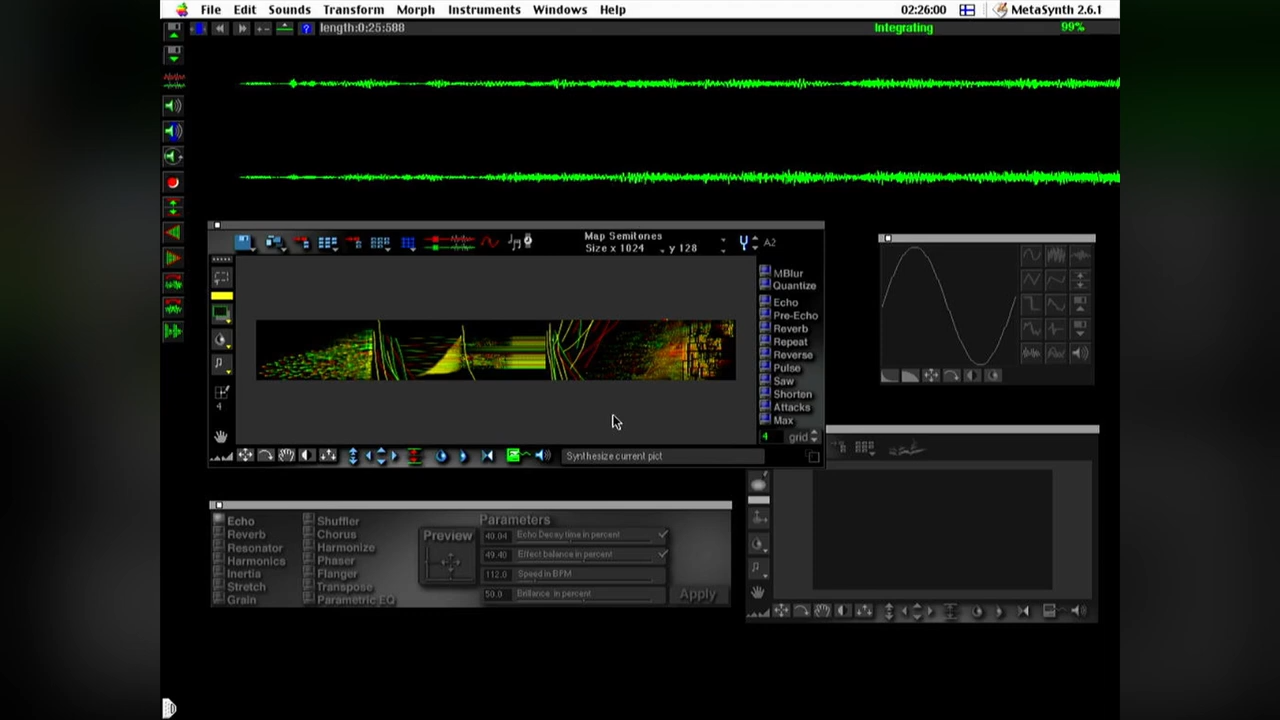 File Edit Sounds Transform Morph Instruments Windows Help 02:26:00 MetaSynth 2.6.1
length:0:25:588 Integrating 99%
Map Semitones
Size x 1024 y 128 A2
MBlur
Quantize
Echo
Pre-Echo
Reverb
Repeat
Reverse
Pulse
Saw
Shorten
Attacks
Max
4 grid
4
Synthesize current pict
Echo
Reverb
Resonator
Harmonics
Inertia
Stretch
Grain
Shuffler
Chorus
Harmonize
Phaser
Flanger
Transpose
Parametric EQ
Preview
Parameters
40.04 Echo Decay time in percent
49.40 Effect balance in percent
112.0 Speed in BPM
50.0 Brillance in percent
Apply